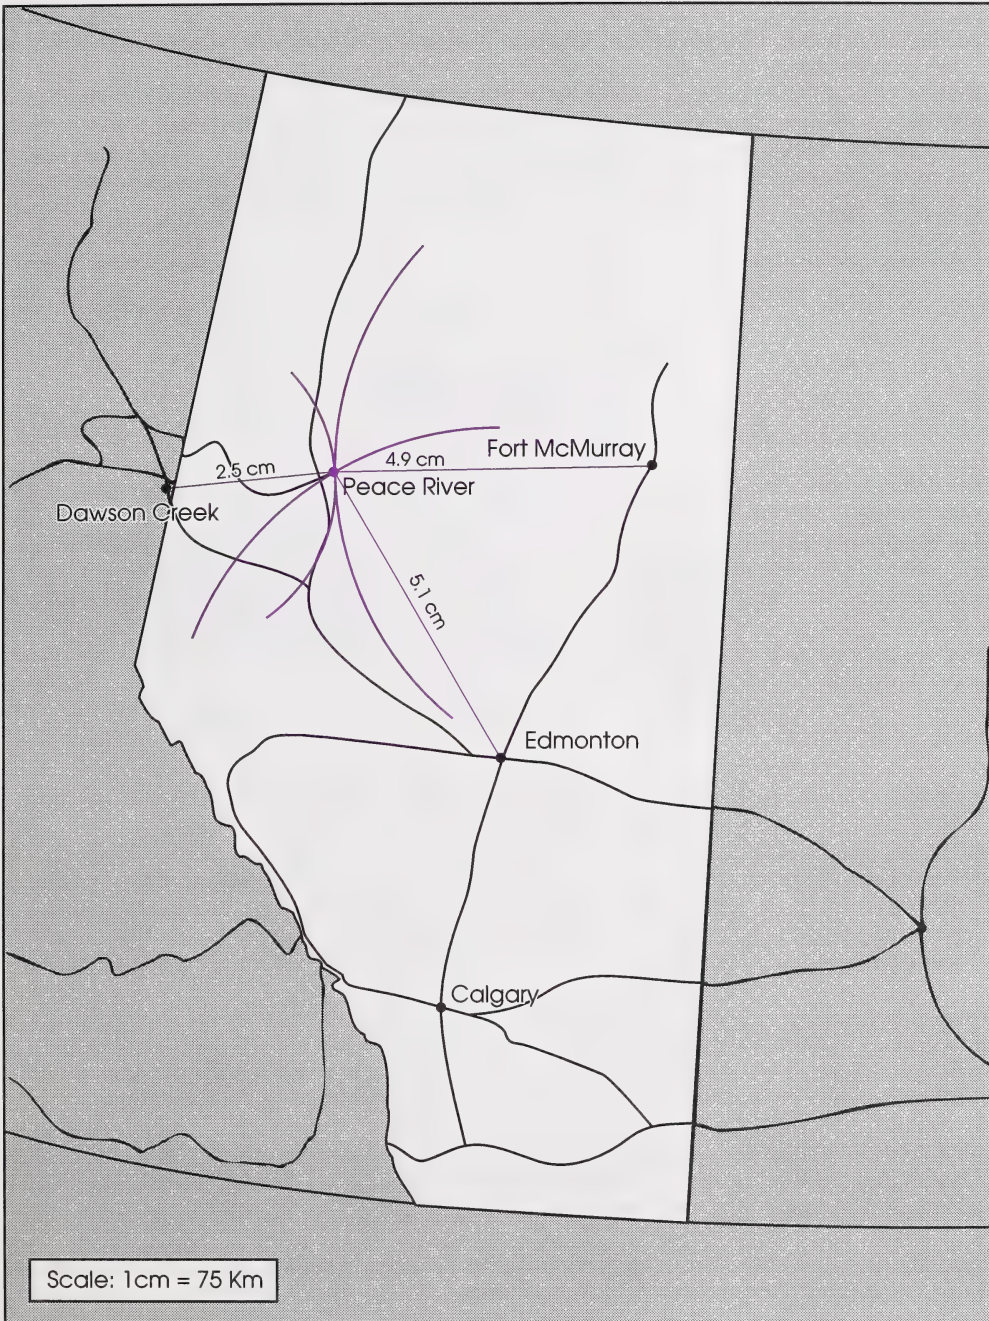 Fort McMurray
4.9 cm
2.5 cm
Peace River
Dawson Creek
5.1 cm
Edmonton
Calgary
Scale: 1cm = 75 Km